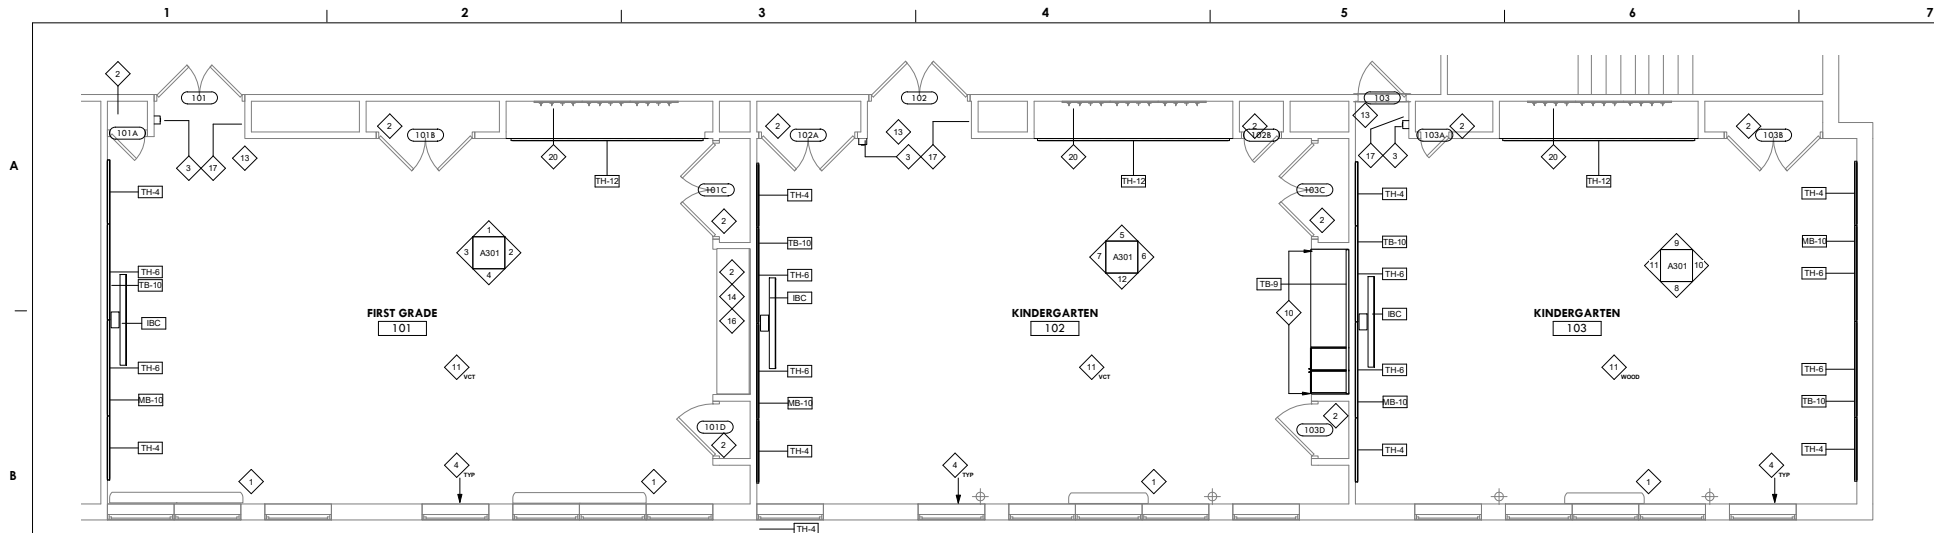 1 2 3 4 5 6 7
2
101 102 103
101A 2 101B 2 102A 13 2 102B 13 103A 2 2 103B
3 17 13 20 3 17 20 17 3 20
TH-12 TH-12 TH-12
A
TH-4 101C TH-4 103C TH-4 TH-4
2 2
1 5 9
3 A301 2 7 A301 6 11 A301 10
4 12 8
TB-10 TB-10 MB-10
TH-6 2 TH-6 TH-6 TH-6
TB-10 TB-9
14 IBC
16 10 IBC
IBC
FIRST GRADE KINDERGARTEN KINDERGARTEN
101 102 103
TH-6 TH-6 TH-6 TH-6
11 VCT 11 VCT 11 WOOD
MB-10 MB-10 MB-10 TB-10
2
101D 103D
2
TH-4 TH-4 TH-4 TH-4
B
4 TYP 4 TYP 4 TYP
1 1 1 1
TH-4